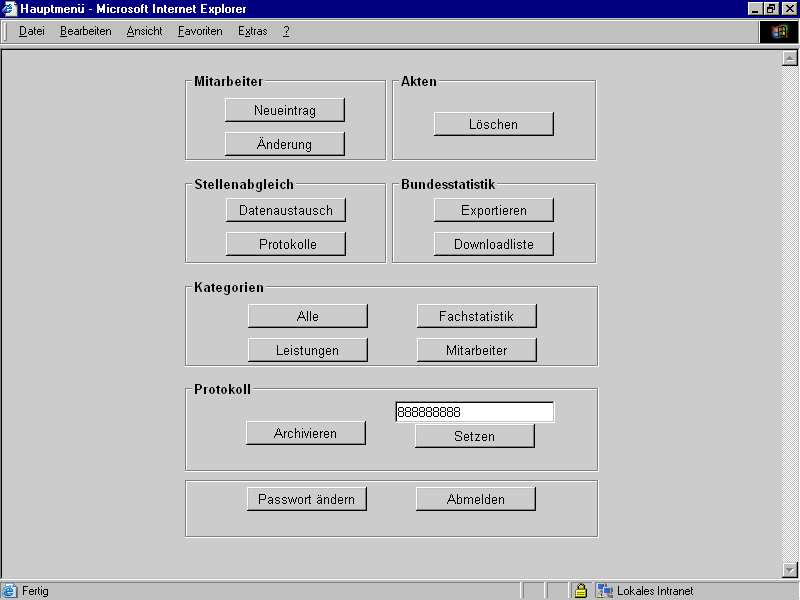 Hauptmenü - Microsoft Internet Explorer
Datei Bearbeiten Ansicht Favoriten Extras ?
Mitarbeiter
Neueintrag
Änderung
Akten
Löschen
Stellenabgleich
Datenaustausch
Protokolle
Bundesstatistik
Exportieren
Downloadliste
Kategorien
Alle Fachstatistik
Leistungen Mitarbeiter
Protokoll
888888888
Archivieren Setzen
Passwort ändern Abmelden
Fertig Lokales Intranet